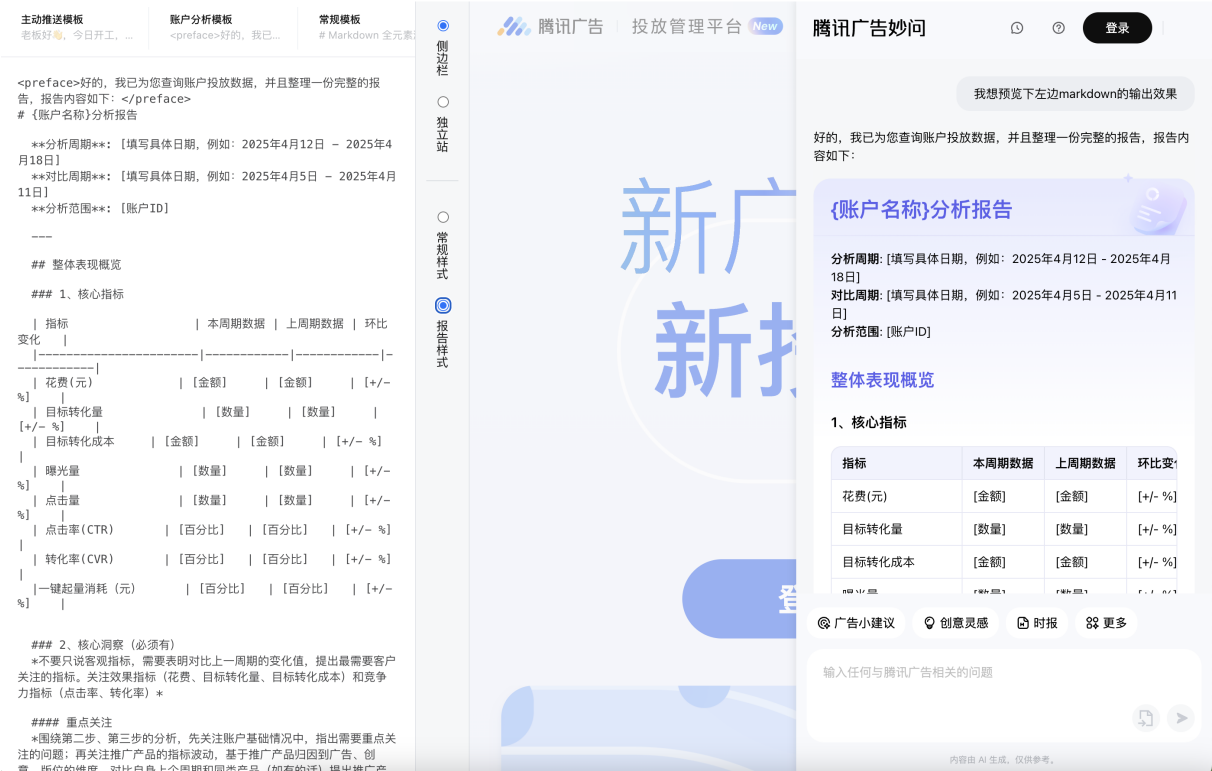 主动推送模板
老板好👋🏻 今日开工，...
账户分析模板
<preface>好的，我已...
常规模板
# Markdown 全元素
<preface>好的，我已为您查询账户投放数据，并且整理一份完整的报
告，报告内容如下：</preface>
# {账户名称}分析报告
**分析周期**: [填写具体日期，例如：2025年4月12日 - 2025年4
月18日]
**对比周期**: [填写具体日期，例如：2025年4月5日 - 2025年4月
11日]
**分析范围**: [账户ID]
---
## 整体表现概览
### 1、核心指标
| 指标 | 本周期数据 | 上周期数据 | 环比
变化 |
|-----------------------|------------|------------|-
-----------|
| 花费(元) | [金额] | [金额] | [+/-
%] |
| 目标转化量 | [数量] | [数量] |
[+/- %] |
| 目标转化成本 | [金额] | [金额] | [+/- %]
|
| 曝光量 | [数量] | [数量] | [+/-
%] |
| 点击量 | [数量] | [数量] | [+/-
%] |
| 点击率(CTR) | [百分比] | [百分比] | [+/- %]
|
| 转化率(CVR) | [百分比] | [百分比] | [+/- %]
|
|一键起量消耗（元） | [百分比] | [百分比] | [+/-
%] |
### 2、核心洞察（必须有）
*不要只说客观指标，需要表明对比上一周期的变化值，提出最需要客户
关注的指标。关注效果指标（花费、目标转化量、目标转化成本）和竞争
力指标（点击率、转化率）*
#### 重点关注
*围绕第二步、第三步的分析，先关注账户基础情况中，指出需要重点关
注的问题；再关注推广产品的指标波动，基于推广产品归因到广告、创
意、版位的维度，对比自身上个周期和同类产品（如有的话）提出推广产
侧边栏
独立站
常规样式
报告样式
腾讯广告
投放管理平台
New
新广
新投
登
腾讯广告妙问
登录
我想预览下左边markdown的输出效果
好的，我已为您查询账户投放数据，并且整理一份完整的报告，报告内
容如下：
{账户名称}分析报告
分析周期: [填写具体日期，例如：2025年4月12日 - 2025年4月
18日]
对比周期: [填写具体日期，例如：2025年4月5日 - 2025年4月11
日]
分析范围: [账户ID]
整体表现概览
1、核心指标
指标 本周期数据 上周期数据 环比变
花费(元) [金额] [金额] [+/- %]
目标转化量 [数量] [数量] [+/- %]
目标转化成本 [金额] [金额] [+/- %]
曝光量 [数量] [数量] [+/- %]
广告小建议
创意灵感
时报
更多
输入任何与腾讯广告相关的问题
内容由 AI 生成，仅供参考。